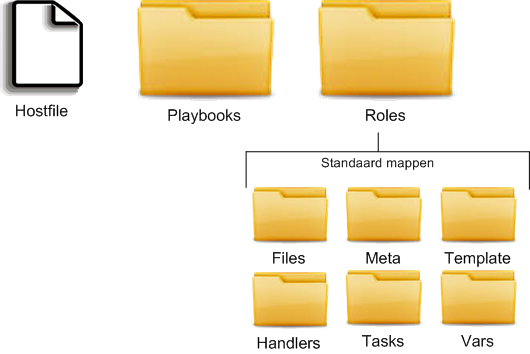 Hostfile
Playbooks
Roles
Standaard mappen
Files
Meta
Template
Handlers
Tasks
Vars